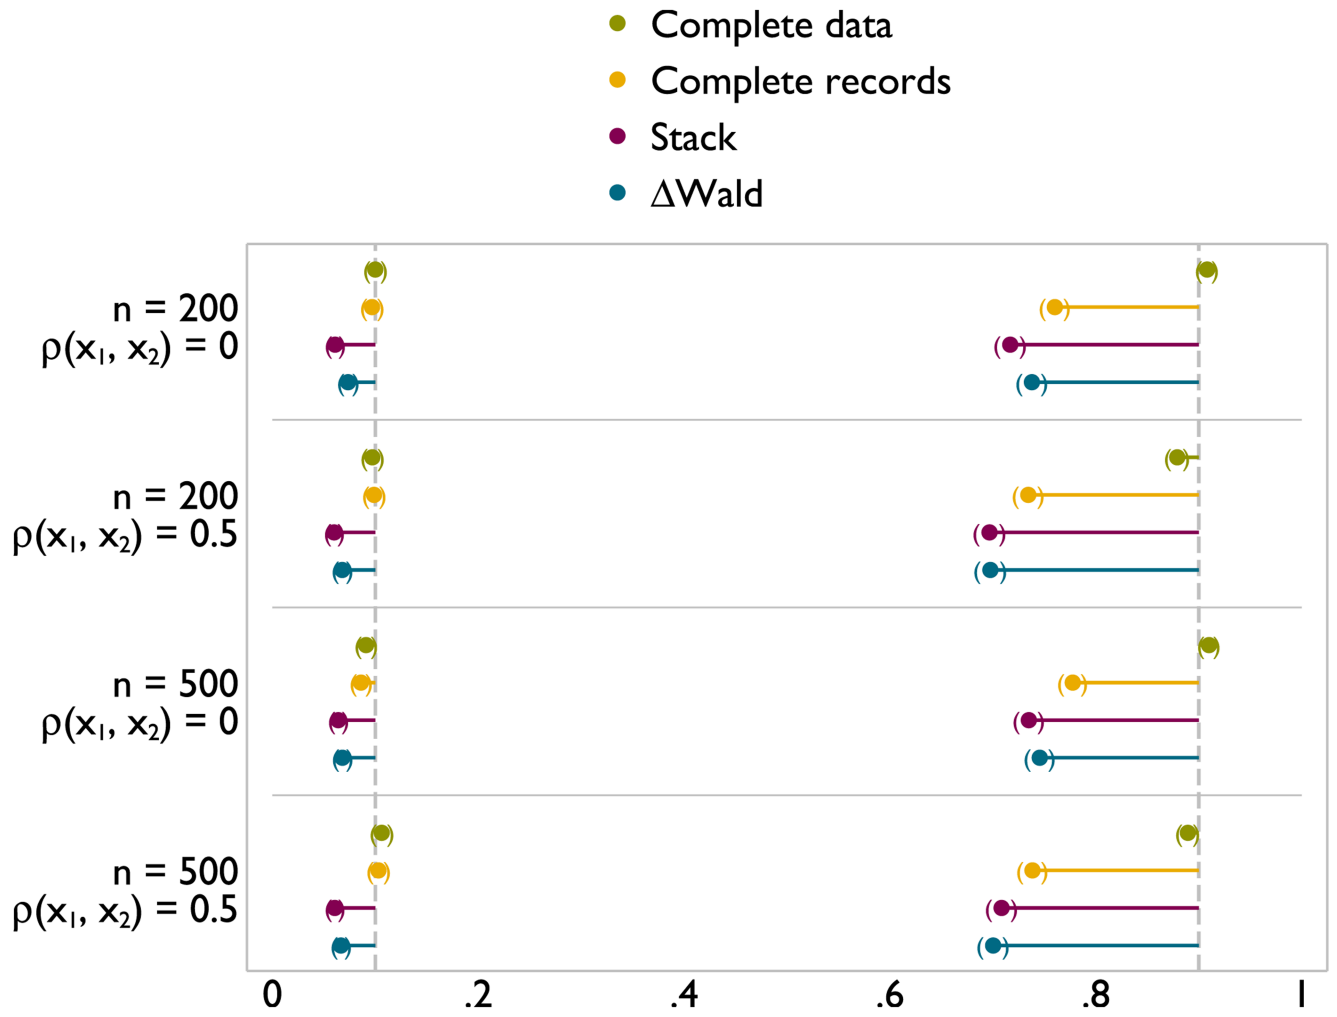 Complete data
Complete records
Stack
ΔWald
n = 200
ρ(x₁, x₂) = 0
n = 200
ρ(x₁, x₂) = 0.5
n = 500
ρ(x₁, x₂) = 0
n = 500
ρ(x₁, x₂) = 0.5
0 .2 .4 .6 .8 1